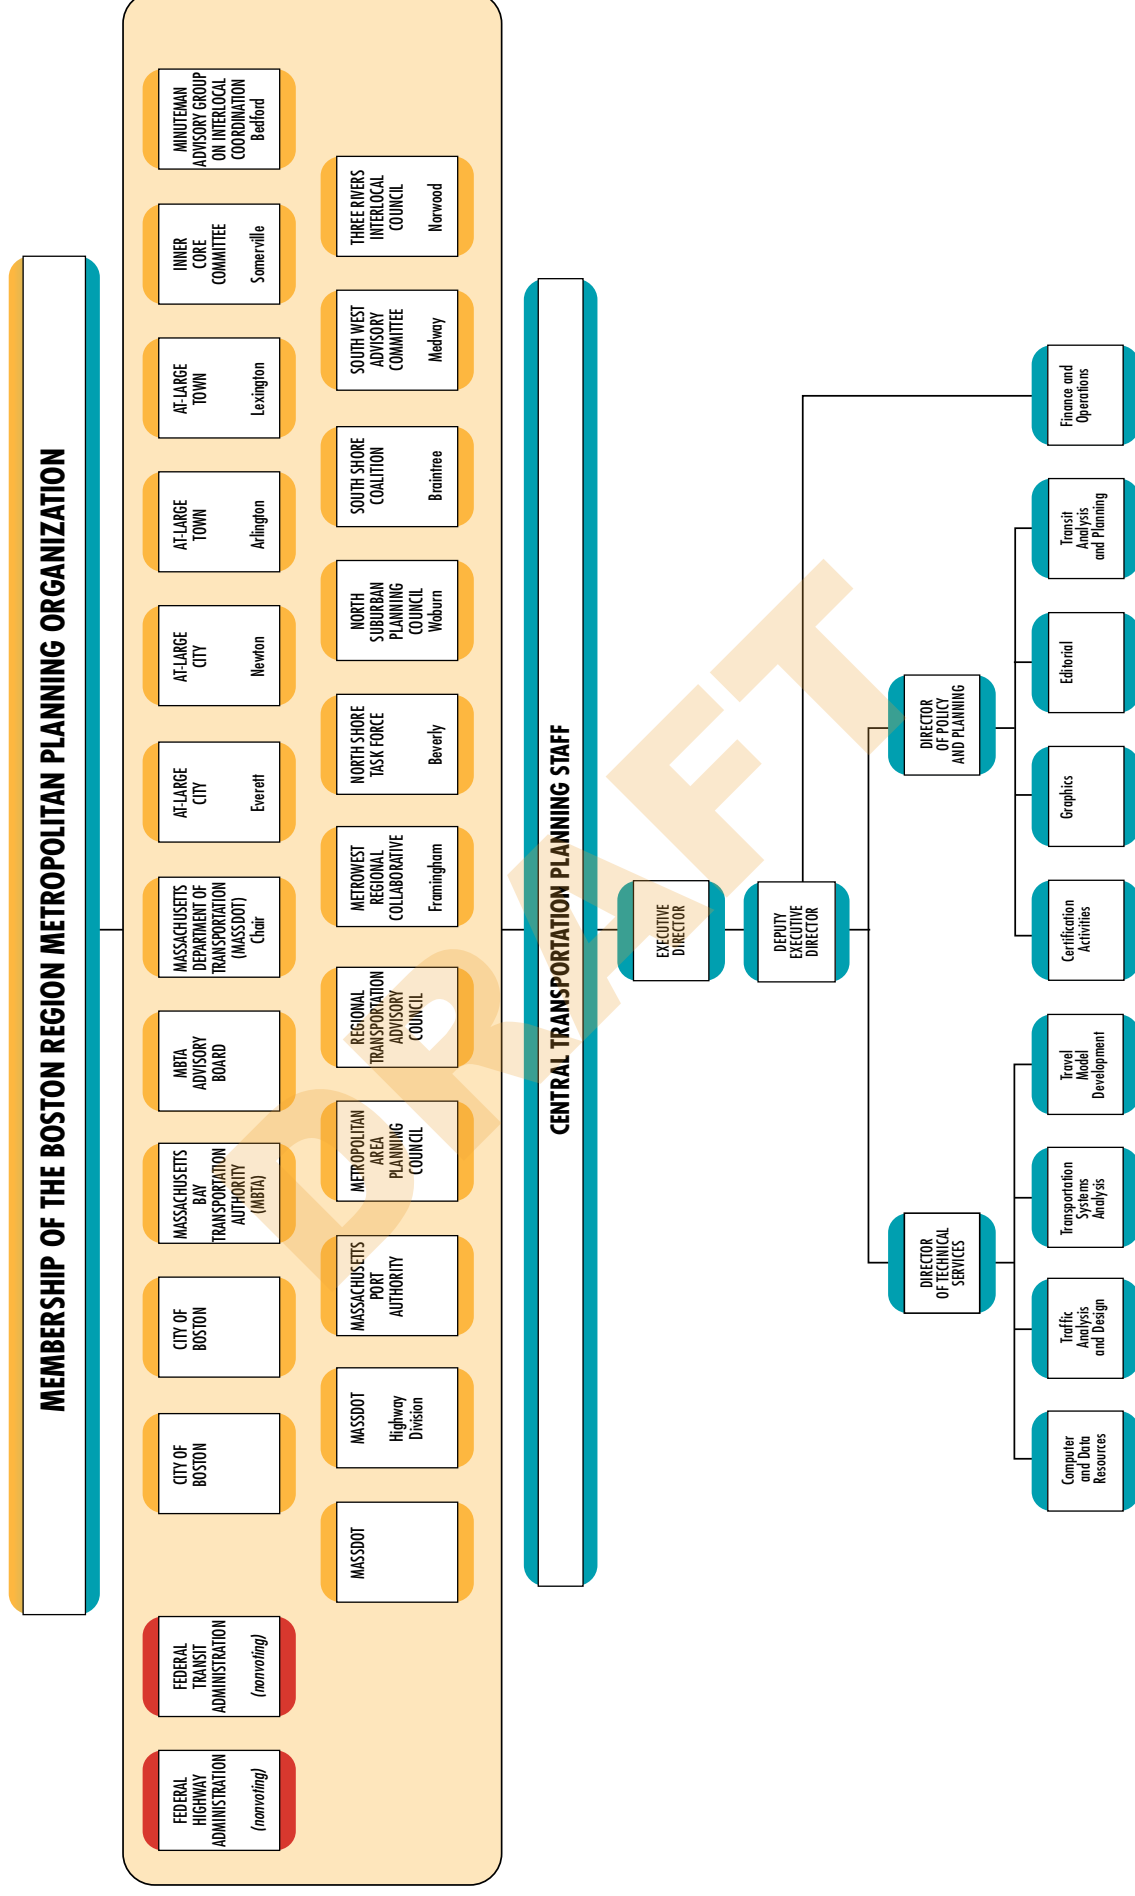 MEMBERSHIP OF THE BOSTON REGION METROPOLITAN PLANNING ORGANIZATION
FEDERAL
HIGHWAY
ADMINISTRATION
(nonvoting)
FEDERAL
TRANSIT
ADMINISTRATION
(nonvoting)
CITY OF
BOSTON
CITY OF
BOSTON
MASSACHUSETTS
BAY
TRANSPORTATION
AUTHORITY
(MBTA)
MBTA
ADVISORY
BOARD
MASSACHUSETTS
DEPARTMENT OF
TRANSPORTATION
(MASSDOT)
Chair
AT-LARGE
CITY
Everett
AT-LARGE
CITY
Newton
AT-LARGE
TOWN
Arlington
AT-LARGE
TOWN
Lexington
INNER
CORE
COMMITTEE
Somerville
MINUTEMAN
ADVISORY GROUP
ON INTERLOCAL
COORDINATION
Bedford
MASSDOT
MASSDOT
Highway
Division
MASSACHUSETTS
PORT
AUTHORITY
METROPOLITAN
AREA
PLANNING
COUNCIL
REGIONAL
TRANSPORTATION
ADVISORY
COUNCIL
METROWEST
REGIONAL
COLLABORATIVE
Framingham
NORTH SHORE
TASK FORCE
Beverly
NORTH
SUBURBAN
PLANNING
COUNCIL
Woburn
SOUTH SHORE
COALITION
Braintree
SOUTH WEST
ADVISORY
COMMITTEE
Medway
THREE RIVERS
INTERLOCAL
COUNCIL
Norwood
CENTRAL TRANSPORTATION PLANNING STAFF
EXECUTIVE
DIRECTOR
DEPUTY
EXECUTIVE
DIRECTOR
DIRECTOR
OF TECHNICAL
SERVICES
DIRECTOR
OF POLICY
AND PLANNING
Computer
and Data
Resources
Traffic
Analysis
and Design
Transportation
Systems
Analysis
Travel
Model
Development
Certification
Activities
Graphics
Editorial
Transit
Analysis
and Planning
Finance and
Operations
DRAFT